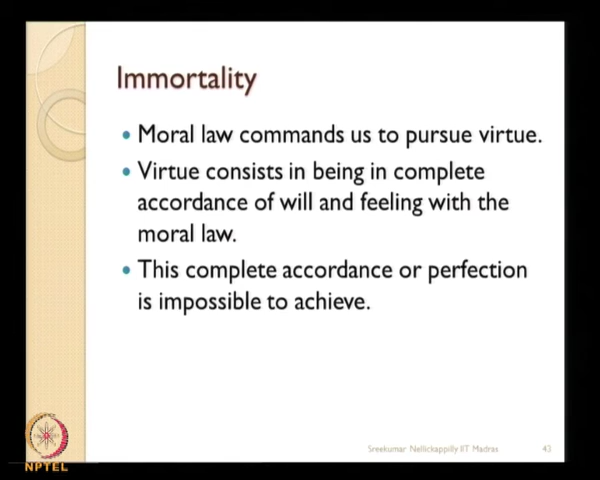 Immortality
• Moral law commands us to pursue virtue.
• Virtue consists in being in complete
accordance of will and feeling with the
moral law.
• This complete accordance or perfection
is impossible to achieve.
Sreekumar Nellickappilly IIT Madras 43
NPTEL